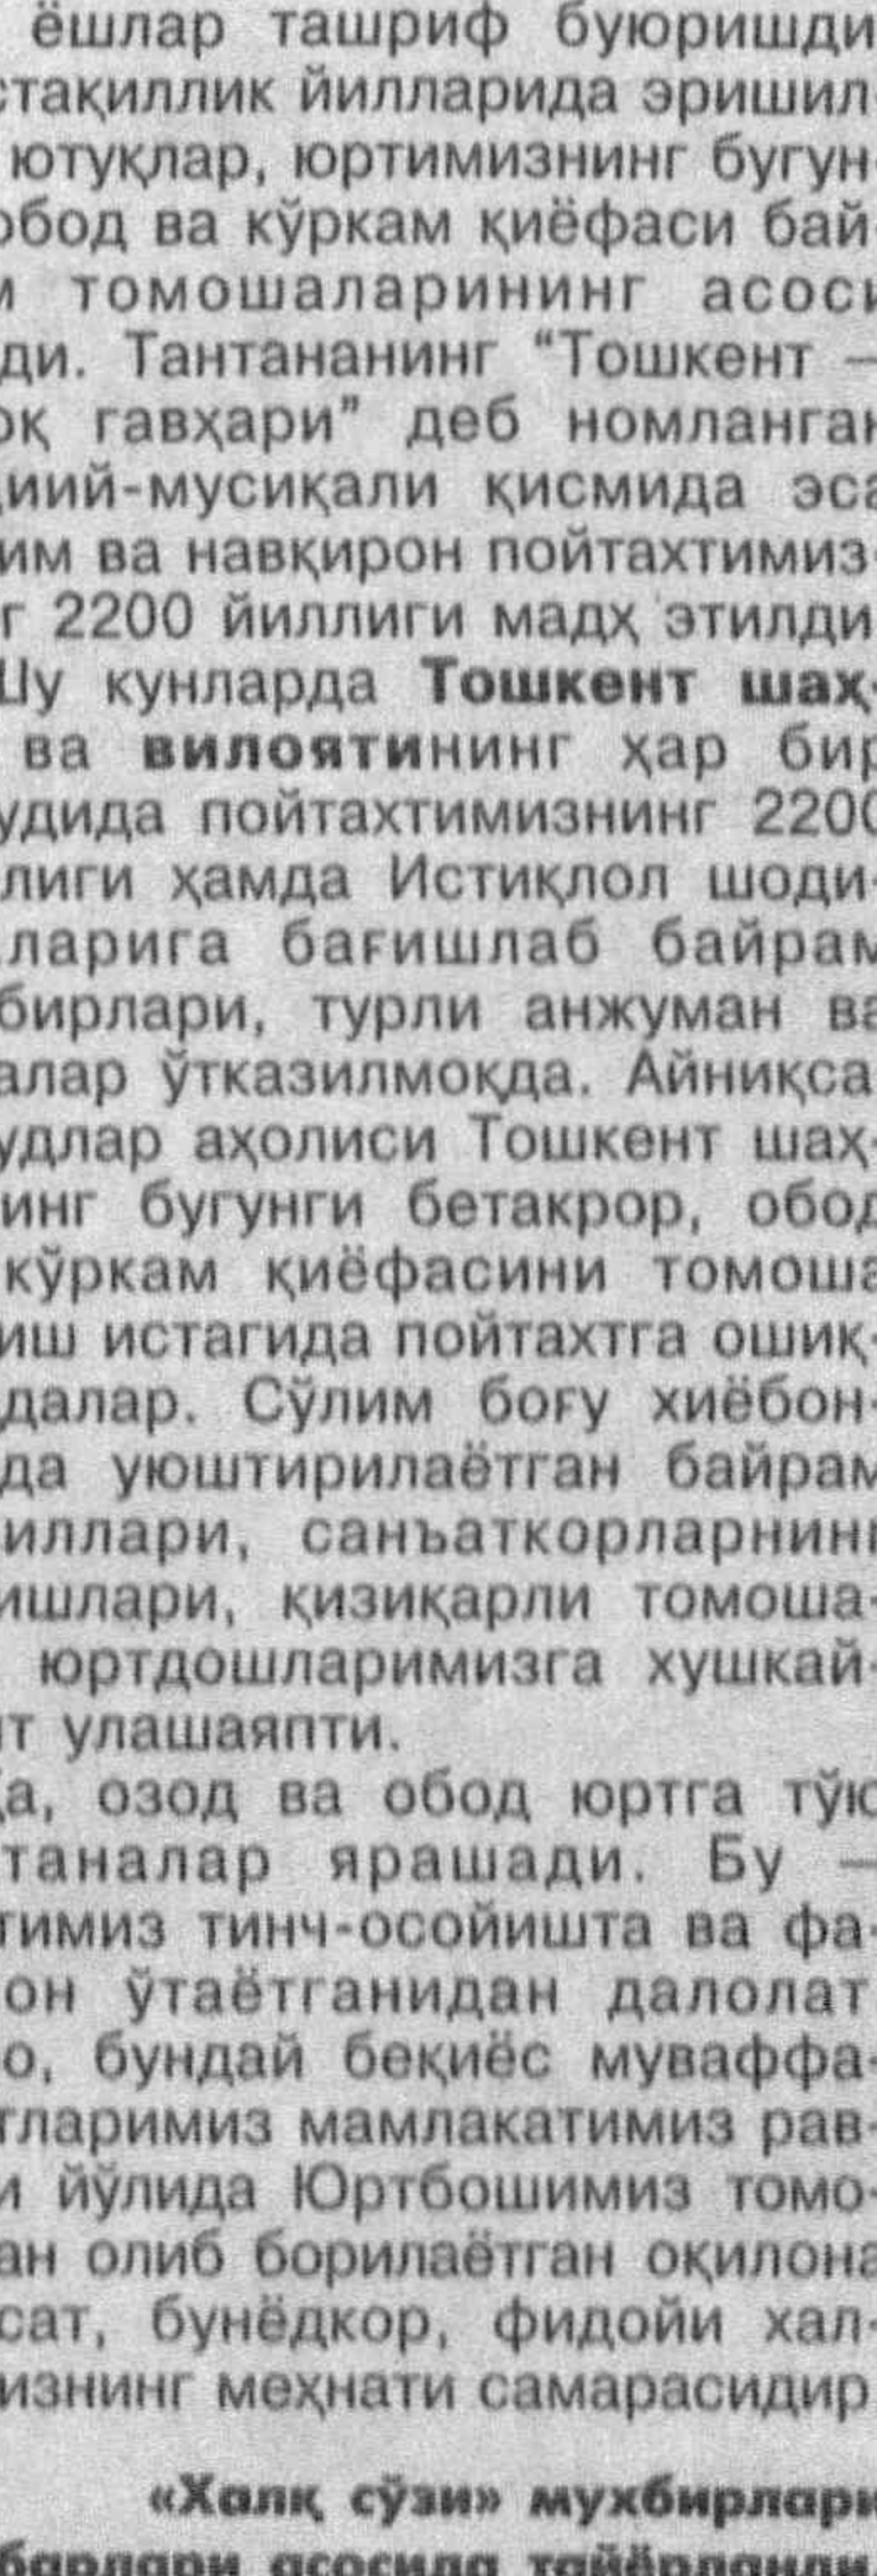 ёшлар ташриф буюришди
стақиллик йилларида эришил-
ютуқлар, юртимизнинг бугун-
обод ва кўркам қиёфаси бай-
м томошаларининг асоси
ди. Тантананинг “Тошкент —
оқ гавҳари” деб номланган
ций-мусиқали қисмида эса
им ва навқирон пойтахтимиз-
г 2200 йиллиги мадҳ этилди
Шу кунларда Тошкент шаҳ-
ва вилоятининг ҳар бир
удида пойтахтимизнинг 2200
лиги ҳамда Истиқлол шоди-
ларига бағишлаб байрам
бирлари, турли анжуман ва
алар ўтказилмоқда. Айниқса
удлар аҳолиси Тошкент шаҳ-
инг бугунги бетакрор, обод
кўркам қиёфасини томоша
иш истагида пойтахтга ошиқ-
далар. Сўлим боғу хиёбон-
да уюштирилаётган байрам
иллари, санъаткорларнинг
ишлари, қизиқарли томоша-
юртдошларимизга хушкай-
т улашаяпти.
қа, озод ва обод юртга тўю
таналар ярашади. Бу —
тимиз тинч-осойишта ва фа-
он ўтаётганидан далолат
о, бундай беқиёс муваффа-
тларимиз мамлакатимиз рав-
и йўлида Юртбошимиз томо-
ан олиб борилаётган оқилона
сат, бунёдкор, фидойи хал-
изнинг меҳнати самарасидир
«Халқ сўзи» мухбирлари
барлари асосида тайёрланди.